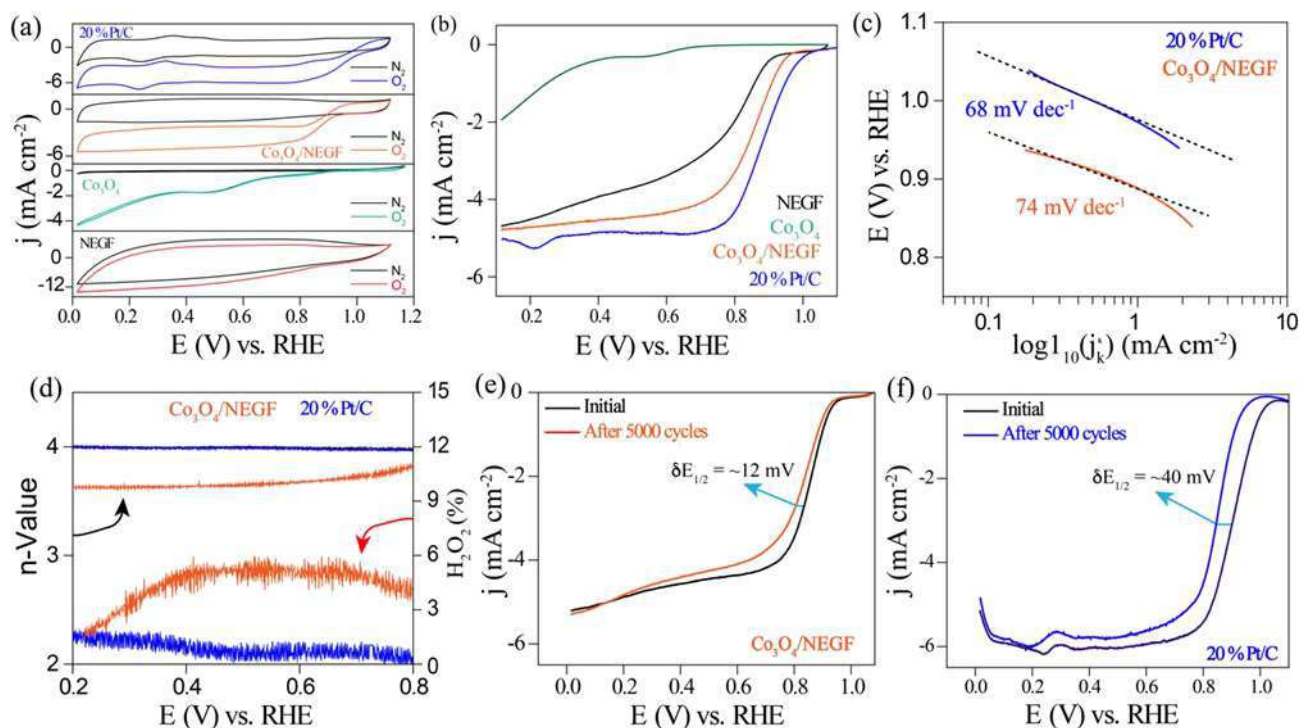 (a)
20 % Pt/C
N₂
O₂
Co₃O₄/NEGF
N₂
O₂
Co₃O₄
N₂
O₂
NEGF
N₂
O₂
0
-6
0
-6
0
-2
-4
0
-12
j (mA cm⁻²)
0.0 0.2 0.4 0.6 0.8 1.0 1.2
E (V) vs. RHE
(b)
0
-2
-4
-6
j (mA cm⁻²)
NEGF
Co₃O₄
Co₃O₄/NEGF
20 % Pt/C
0.2 0.4 0.6 0.8 1.0
E (V) vs. RHE
(c)
20 % Pt/C
Co₃O₄/NEGF
68 mV dec⁻¹
74 mV dec⁻¹
1.1
1.0
0.9
0.8
E (V) vs. RHE
0.1 1 10
log1₁₀(jₖ) (mA cm⁻²)
(d)
Co₃O₄/NEGF 20 % Pt/C
4
3
2
n-Value
15
12
9
6
3
0
H₂O₂ (%)
0.2 0.4 0.6 0.8
E (V) vs. RHE
(e)
Initial
After 5000 cycles
δE₁/₂ = ~12 mV
Co₃O₄/NEGF
0
-2
-4
-6
j (mA cm⁻²)
0.0 0.2 0.4 0.6 0.8 1.0
E (V) vs. RHE
(f)
Initial
After 5000 cycles
δE₁/₂ = ~40 mV
20 % Pt/C
0
-2
-4
-6
j (mA cm⁻²)
0.0 0.2 0.4 0.6 0.8 1.0
E (V) vs. RHE